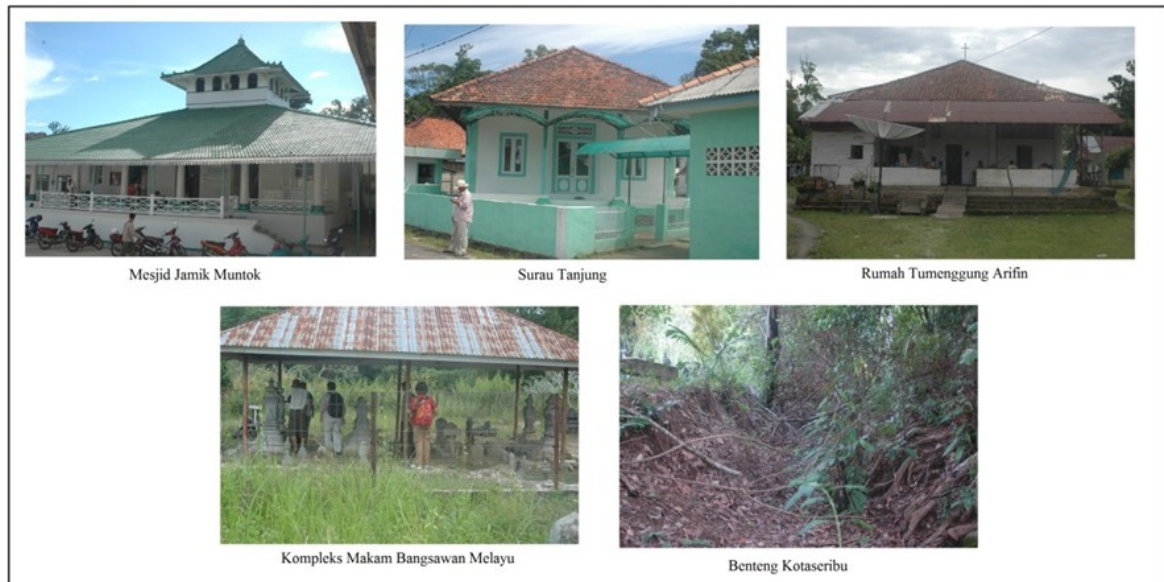 Mesjid Jamik Muntok
Surau Tanjung
Rumah Tumenggung Arifin
Kompleks Makam Bangsawan Melayu
Benteng Kotaseribu